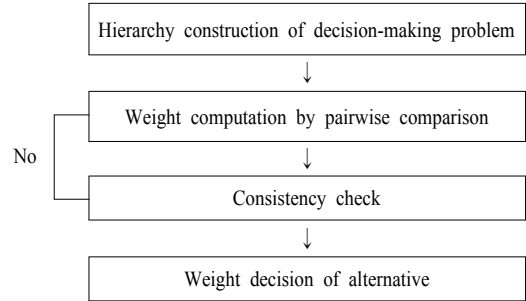 Hierarchy construction of decision-making problem
Weight computation by pairwise comparison
No
Consistency check
Weight decision of alternative